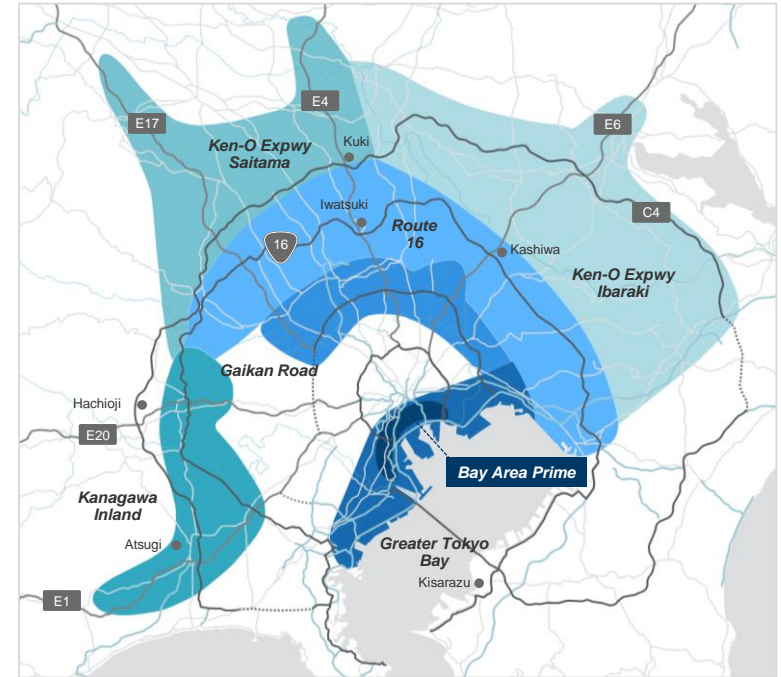 E4
E17
E6
Ken-O Expwy
Saitama
Kuki
Iwatsuki
C4
Route
16
16
Kashiwa
Ken-O Expwy
Ibaraki
Gaikan Road
Hachioji
E20
Bay Area Prime
Kanagawa
Inland
Atsugi
Greater Tokyo
Bay
Kisarazu
E1